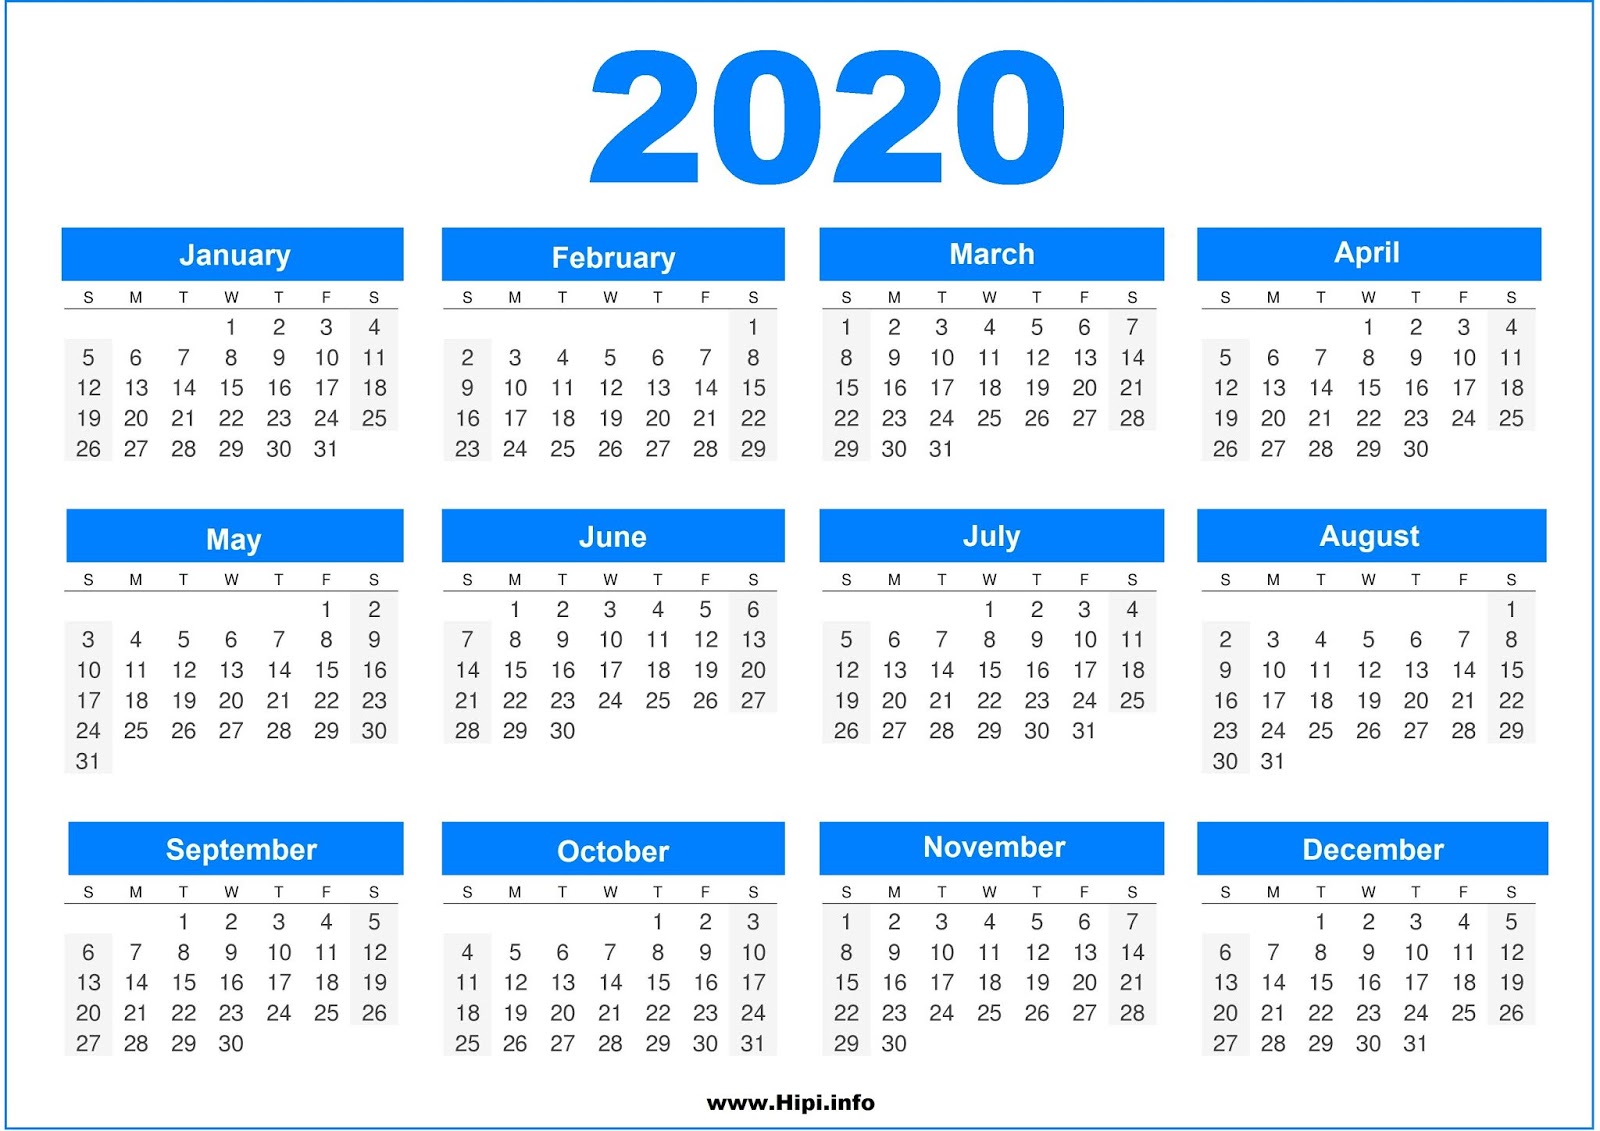 2020
January February March April
S M T W T F S S M T W T F S S M T W T F S S M T W T F S
1 2 3 4 1 1 2 3 4 5 6 7 1 2 3 4
5 6 7 8 9 10 11 2 3 4 5 6 7 8 8 9 10 11 12 13 14 5 6 7 8 9 10 11
12 13 14 15 16 17 18 9 10 11 12 13 14 15 15 16 17 18 19 20 21 12 13 14 15 16 17 18
19 20 21 22 23 24 25 16 17 18 19 20 21 22 22 23 24 25 26 27 28 19 20 21 22 23 24 25
26 27 28 29 30 31 23 24 25 26 27 28 29 29 30 31 26 27 28 29 30
May June July August
S M T W T F S S M T W T F S S M T W T F S S M T W T F S
1 2 1 2 3 4 5 6 1 2 3 4 1
3 4 5 6 7 8 9 7 8 9 10 11 12 13 5 6 7 8 9 10 11 2 3 4 5 6 7 8
10 11 12 13 14 15 16 14 15 16 17 18 19 20 12 13 14 15 16 17 18 9 10 11 12 13 14 15
17 18 19 20 21 22 23 21 22 23 24 25 26 27 19 20 21 22 23 24 25 16 17 18 19 20 21 22
24 25 26 27 28 29 30 28 29 30 26 27 28 29 30 31 23 24 25 26 27 28 29
31 30 31
September October November December
S M T W T F S S M T W T F S S M T W T F S S M T W T F S
1 2 3 4 5 1 2 3 1 2 3 4 5 6 7 1 2 3 4 5
6 7 8 9 10 11 12 4 5 6 7 8 9 10 8 9 10 11 12 13 14 6 7 8 9 10 11 12
13 14 15 16 17 18 19 11 12 13 14 15 16 17 15 16 17 18 19 20 21 13 14 15 16 17 18 19
20 21 22 23 24 25 26 18 19 20 21 22 23 24 22 23 24 25 26 27 28 20 21 22 23 24 25 26
27 28 29 30 25 26 27 28 29 30 31 29 30 27 28 29 30 31
www.Hipi.info